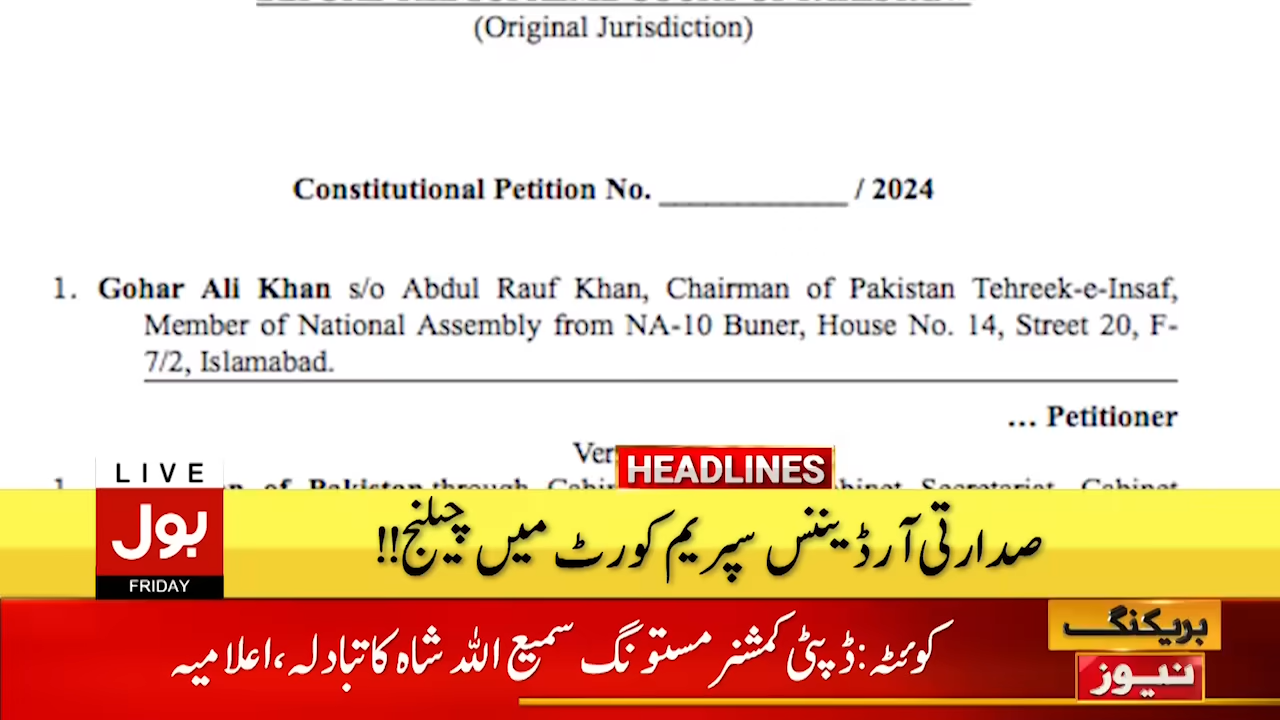 (Original Jurisdiction)
Constitutional Petition No. ____________ / 2024
1. Gohar Ali Khan s/o Abdul Rauf Khan, Chairman of Pakistan Tehreek-e-Insaf,
Member of National Assembly from NA-10 Buner, House No. 14, Street 20, F-
7/2, Islamabad.
... Petitioner
HEADLINES
LIVE
بول
FRIDAY
صدارتی آرڈیننس سپریم کورٹ میں چیلنج!!
بریکنگ
نیوز
کوئٹہ: ڈپٹی کمشنر مستونگ سمیع اللہ شاہ کا تبادلہ، اعلامیہ